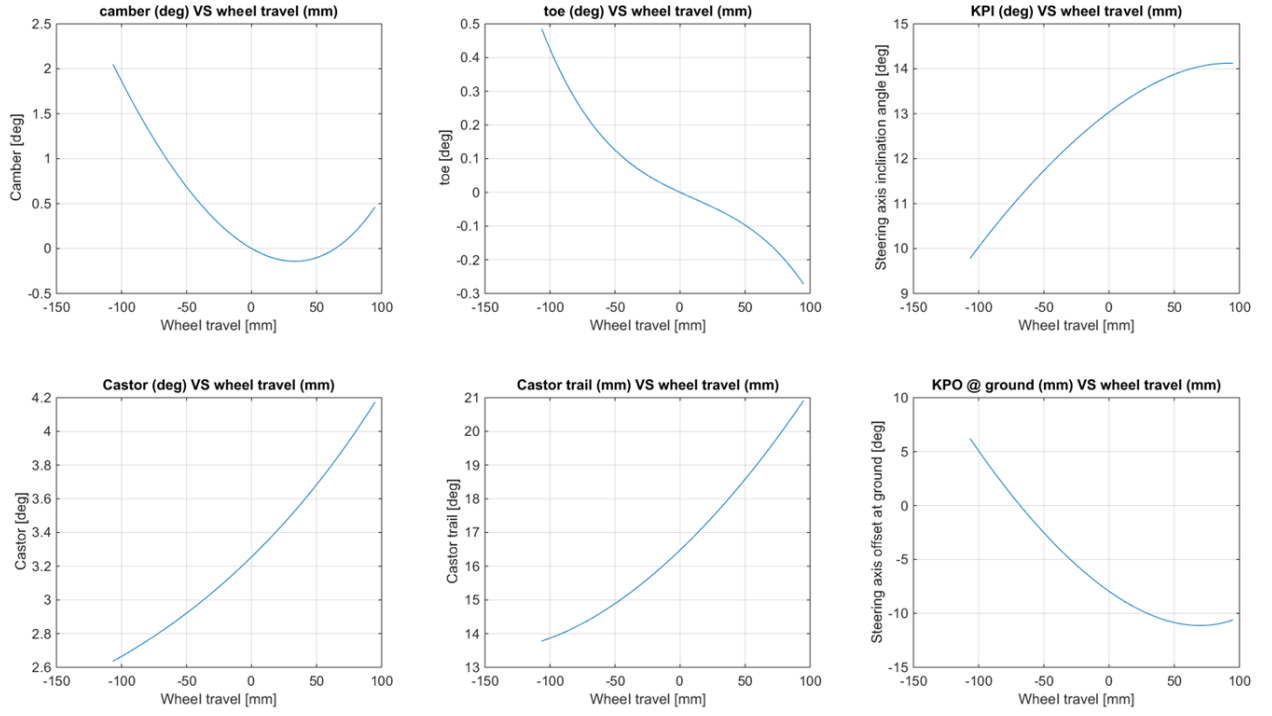 camber (deg) VS wheel travel (mm)
2.5
2
1.5
1
0.5
0
-0.5
Camber [deg]
-150 -100 -50 0 50 100
Wheel travel [mm]
toe (deg) VS wheel travel (mm)
0.5
0.4
0.3
0.2
0.1
0
-0.1
-0.2
-0.3
toe [deg]
-150 -100 -50 0 50 100
Wheel travel [mm]
KPI (deg) VS wheel travel (mm)
15
14
13
12
11
10
9
Steering axis inclination angle [deg]
-150 -100 -50 0 50 100
Wheel travel [mm]
Castor (deg) VS wheel travel (mm)
4.2
4
3.8
3.6
3.4
3.2
3
2.8
2.6
Castor [deg]
-150 -100 -50 0 50 100
Wheel travel [mm]
Castor trail (mm) VS wheel travel (mm)
21
20
19
18
17
16
15
14
13
Castor trail [deg]
-150 -100 -50 0 50 100
Wheel travel [mm]
KPO @ ground (mm) VS wheel travel (mm)
10
5
0
-5
-10
-15
Steering axis offset at ground [deg]
-150 -100 -50 0 50 100
Wheel travel [mm]